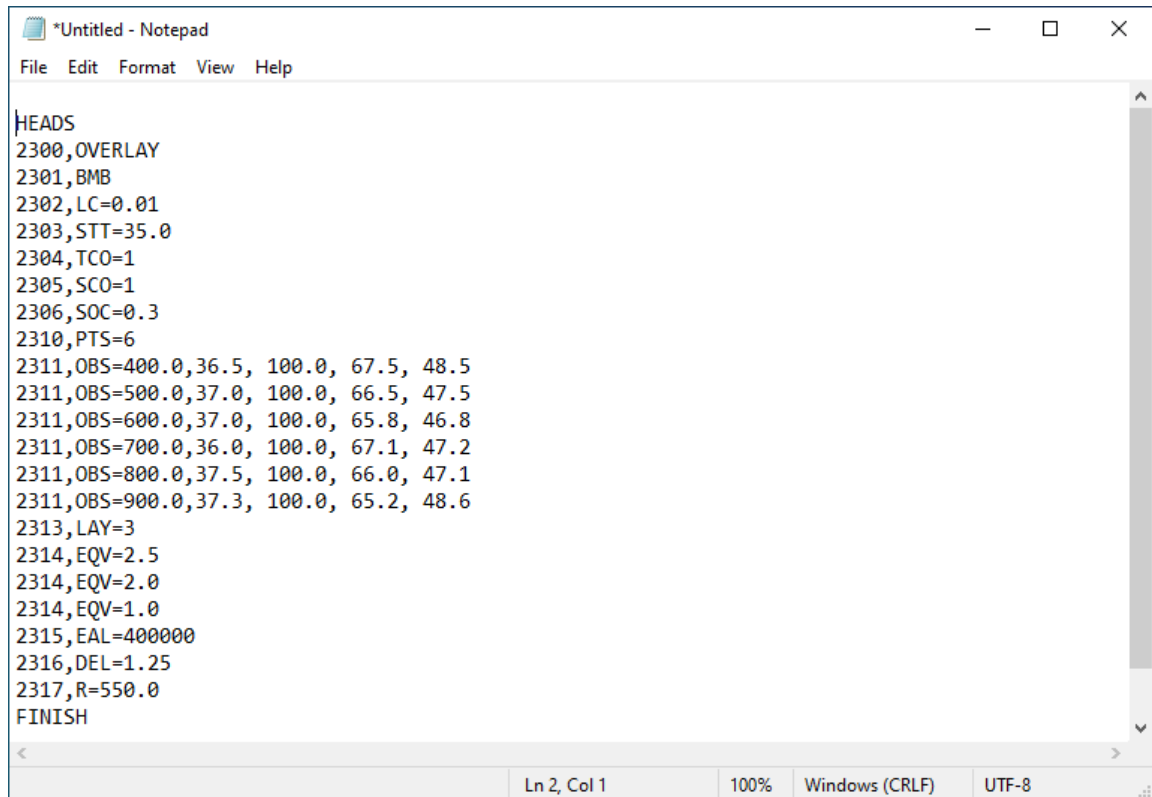 *Untitled - Notepad
File Edit Format View Help
HEADS
2300,OVERLAY
2301,BMB
2302,LC=0.01
2303,STT=35.0
2304,TCO=1
2305,SCO=1
2306,SOC=0.3
2310,PTS=6
2311,OBS=400.0,36.5, 100.0, 67.5, 48.5
2311,OBS=500.0,37.0, 100.0, 66.5, 47.5
2311,OBS=600.0,37.0, 100.0, 65.8, 46.8
2311,OBS=700.0,36.0, 100.0, 67.1, 47.2
2311,OBS=800.0,37.5, 100.0, 66.0, 47.1
2311,OBS=900.0,37.3, 100.0, 65.2, 48.6
2313,LAY=3
2314,EQV=2.5
2314,EQV=2.0
2314,EQV=1.0
2315,EAL=400000
2316,DEL=1.25
2317,R=550.0
FINISH
Ln 2, Col 1 100% Windows (CRLF) UTF-8